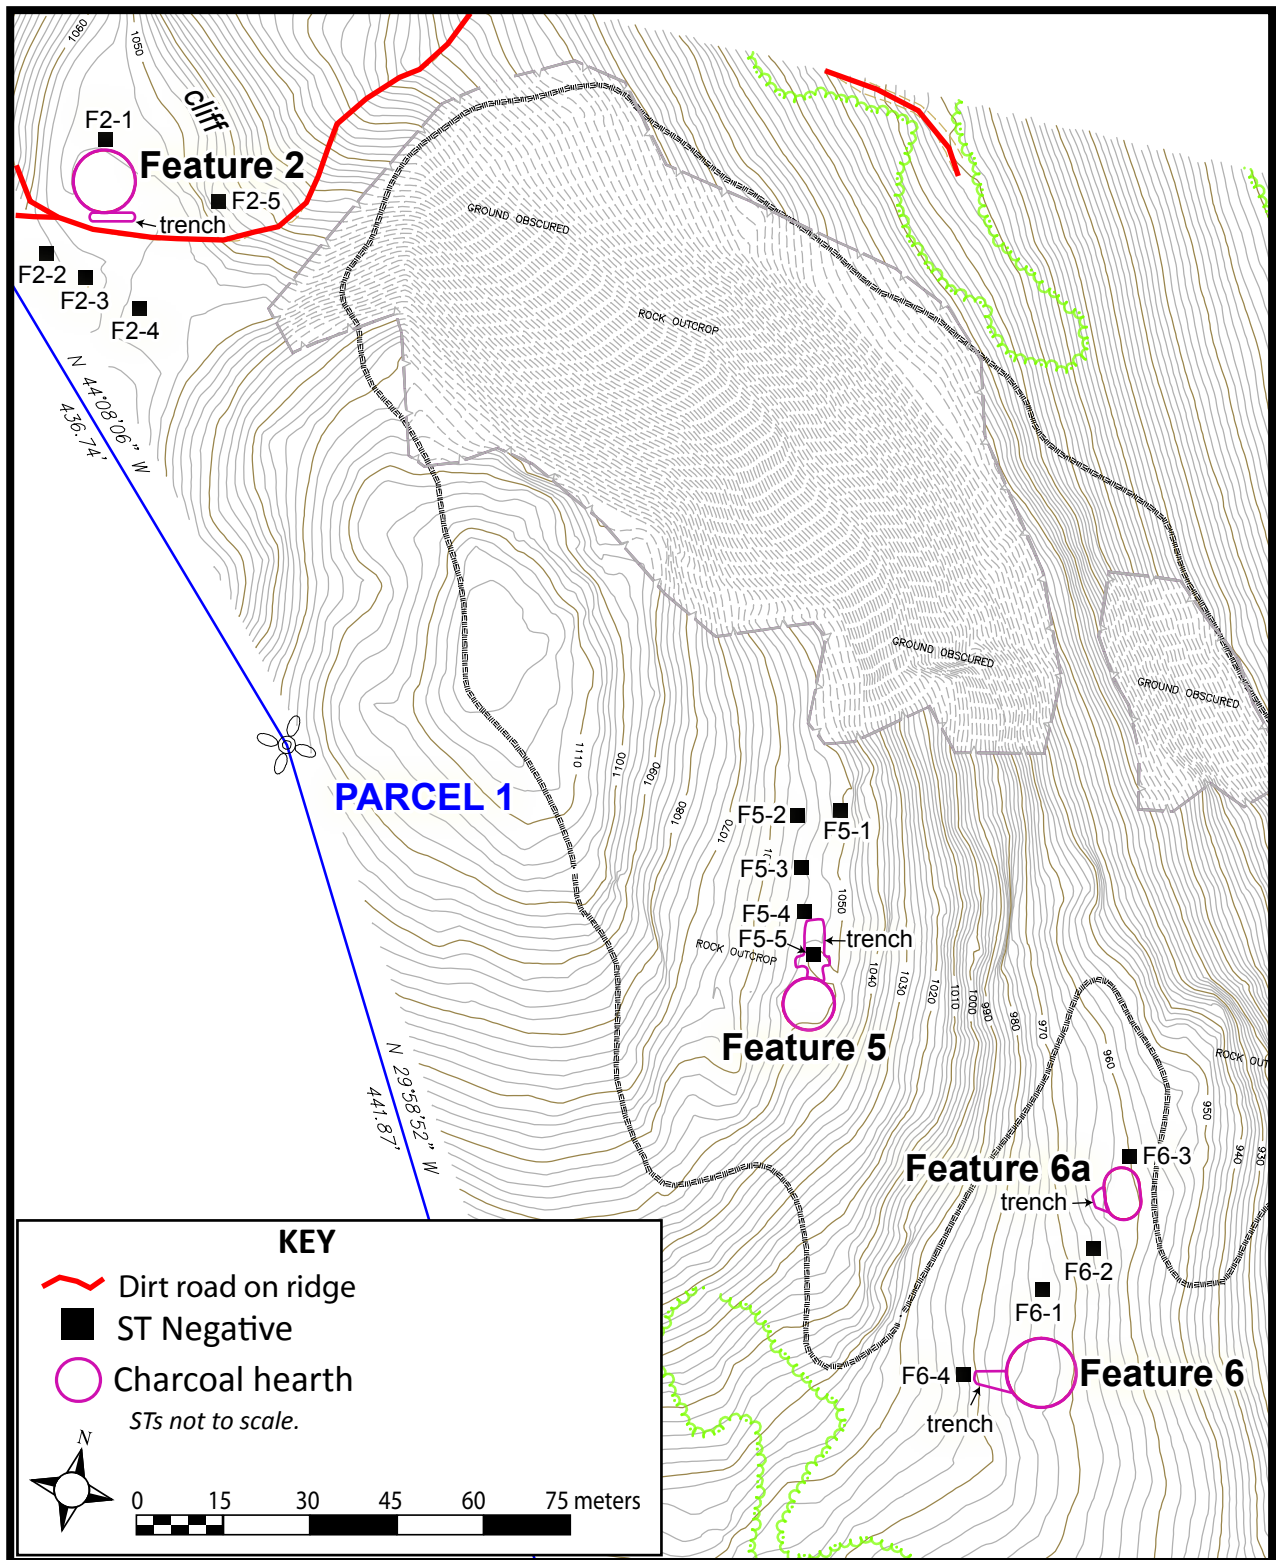 1060
1050
cliff
F2-1
Feature 2
F2-5
trench
GROUND OBSCURED
F2-2
F2-3
F2-4
ROCK OUTCROP
N 44°08'06" W
436.74'
GROUND OBSCURED
GROUND OBSCURED
1110
1100
1090
1080
1070
PARCEL 1
F5-2
F5-1
F5-3
F5-4
1050
F5-5
trench
ROCK OUTCROP
1040
1030
1020
1010
1000
990
980
970
960
950
940
930
Feature 5
ROCK OUT
N 29°58'52" W
441.87'
F6-3
Feature 6a
trench
F6-2
F6-1
F6-4
Feature 6
trench
KEY
Dirt road on ridge
ST Negative
Charcoal hearth
STs not to scale.
N
0 15 30 45 60 75 meters